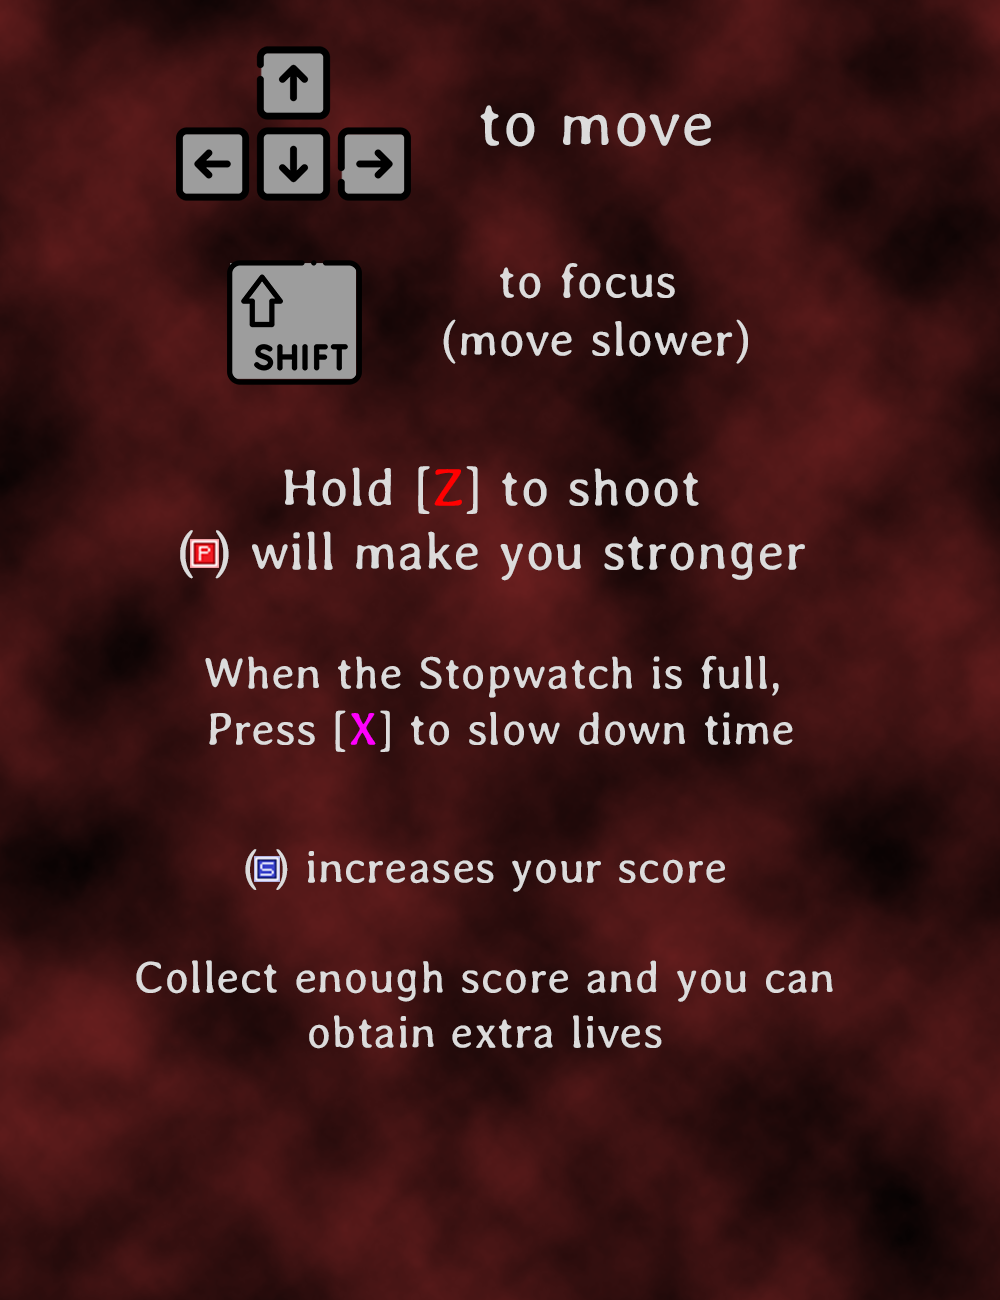 ↑
← ↓ →
to move
SHIFT
to focus
(move slower)
Hold [Z] to shoot
(P) will make you stronger
When the Stopwatch is full,
Press [X] to slow down time
(S) increases your score
Collect enough score and you can
obtain extra lives